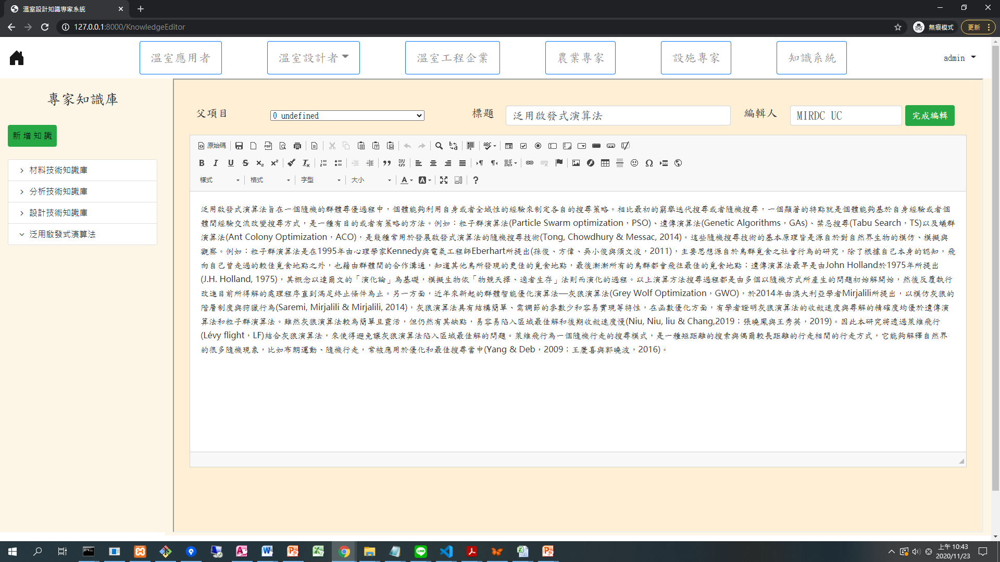 溫室設計知識專家系統
127.0.0.1:8000/KnowledgeEditor
無痕模式
更新
溫室應用者
溫室設計者
溫室工程企業
農業專家
設施專家
知識系統
admin
專家知識庫
新 增 知 識
材料技術知識庫
分析技術知識庫
設計技術知識庫
泛用啟發式演算法
父項目
0 undefined
標題
泛用啟發式演算法
編輯人
MIRDC UC
完成編輯
原始碼
樣式
格式
字型
大小
泛用啟發式演算法旨在一個隨機的群體尋優過程中，個體能夠利用自身或者全域性的經驗來制定各自的搜尋策略。相比最初的窮舉迭代搜尋或者隨機搜尋，一個顯著的特點就是個體能夠基於自身經驗或者個
體間經驗交流改變搜尋方式，是一種有目的或者有策略的方法。例如：粒子群演算法(Particle Swarm optimization，PSO)、遺傳演算法(Genetic Algorithms，GAs)、禁忌搜尋(Tabu Search，TS)以及蟻群
演算法(Ant Colony Optimization，ACO)，是幾種常用於發展啟發式演算法的隨機搜尋技術(Tong, Chowdhury & Messac, 2014)。這些隨機搜尋技術的基本原理皆是源自於對自然界生物的模仿、模擬與
觀察。例如：粒子群演算法是在1995年由心理學家Kennedy與電氣工程師Eberhart所提出(孫俊、方偉、吳小俊與須文波，2011)，主要思想源自於鳥群覓食之社會行為的研究，除了根據自己本身的認知，飛
向自己曾走過的較佳覓食地點之外，也藉由群體間的合作溝通，知道其他鳥所發現的更佳的覓食地點，最後漸漸所有的鳥群都會飛往最佳的覓食地點；遺傳演算法最早是由John Holland於1975年所提出
(J.H. Holland, 1975)，其概念以達爾文的「演化論」為基礎，模擬生物依「物競天擇、適者生存」法則而演化的過程。以上演算方法搜尋過程都是由多個以隨機方式所產生的問題初始解開始，然後反覆執行
改進目前所得解的處理程序直到滿足終止條件為止。另一方面，近年來新起的群體智能優化演算法—灰狼演算法(Grey Wolf Optimization，GWO)，於2014年由澳大利亞學者Mirjalili所提出，以模仿灰狼的
階層制度與狩獵行為(Saremi, Mirjalili & Mirjalili, 2014)，灰狼演算法具有結構簡單、需調節的參數少和容易實現等特性，在函數優化方面，有學者證明灰狼演算法的收斂速度與尋解的精確度均優於遺傳演
算法和粒子群演算法。雖然灰狼演算法較為簡單且靈活，但仍然有其缺點，易容易陷入區域最佳解和後期收斂速度慢(Niu, Niu, liu & Chang,2019；張曉鳳與王秀英，2019)。因此本研究將透過萊維飛行
(Lévy flight，LF)結合灰狼演算法，來使得避免讓灰狼演算法陷入區域最佳解的問題。萊維飛行為一個隨機行走的搜尋模式，是一種短距離的搜索與偶爾較長距離的行走相間的行走方式，它能夠解釋自然界
的很多隨機現象，比如布朗運動、隨機行走，常被應用於優化和最佳搜尋當中(Yang & Deb，2009；王慶喜與郭曉波，2016)。
上午 10:43
2020/11/23